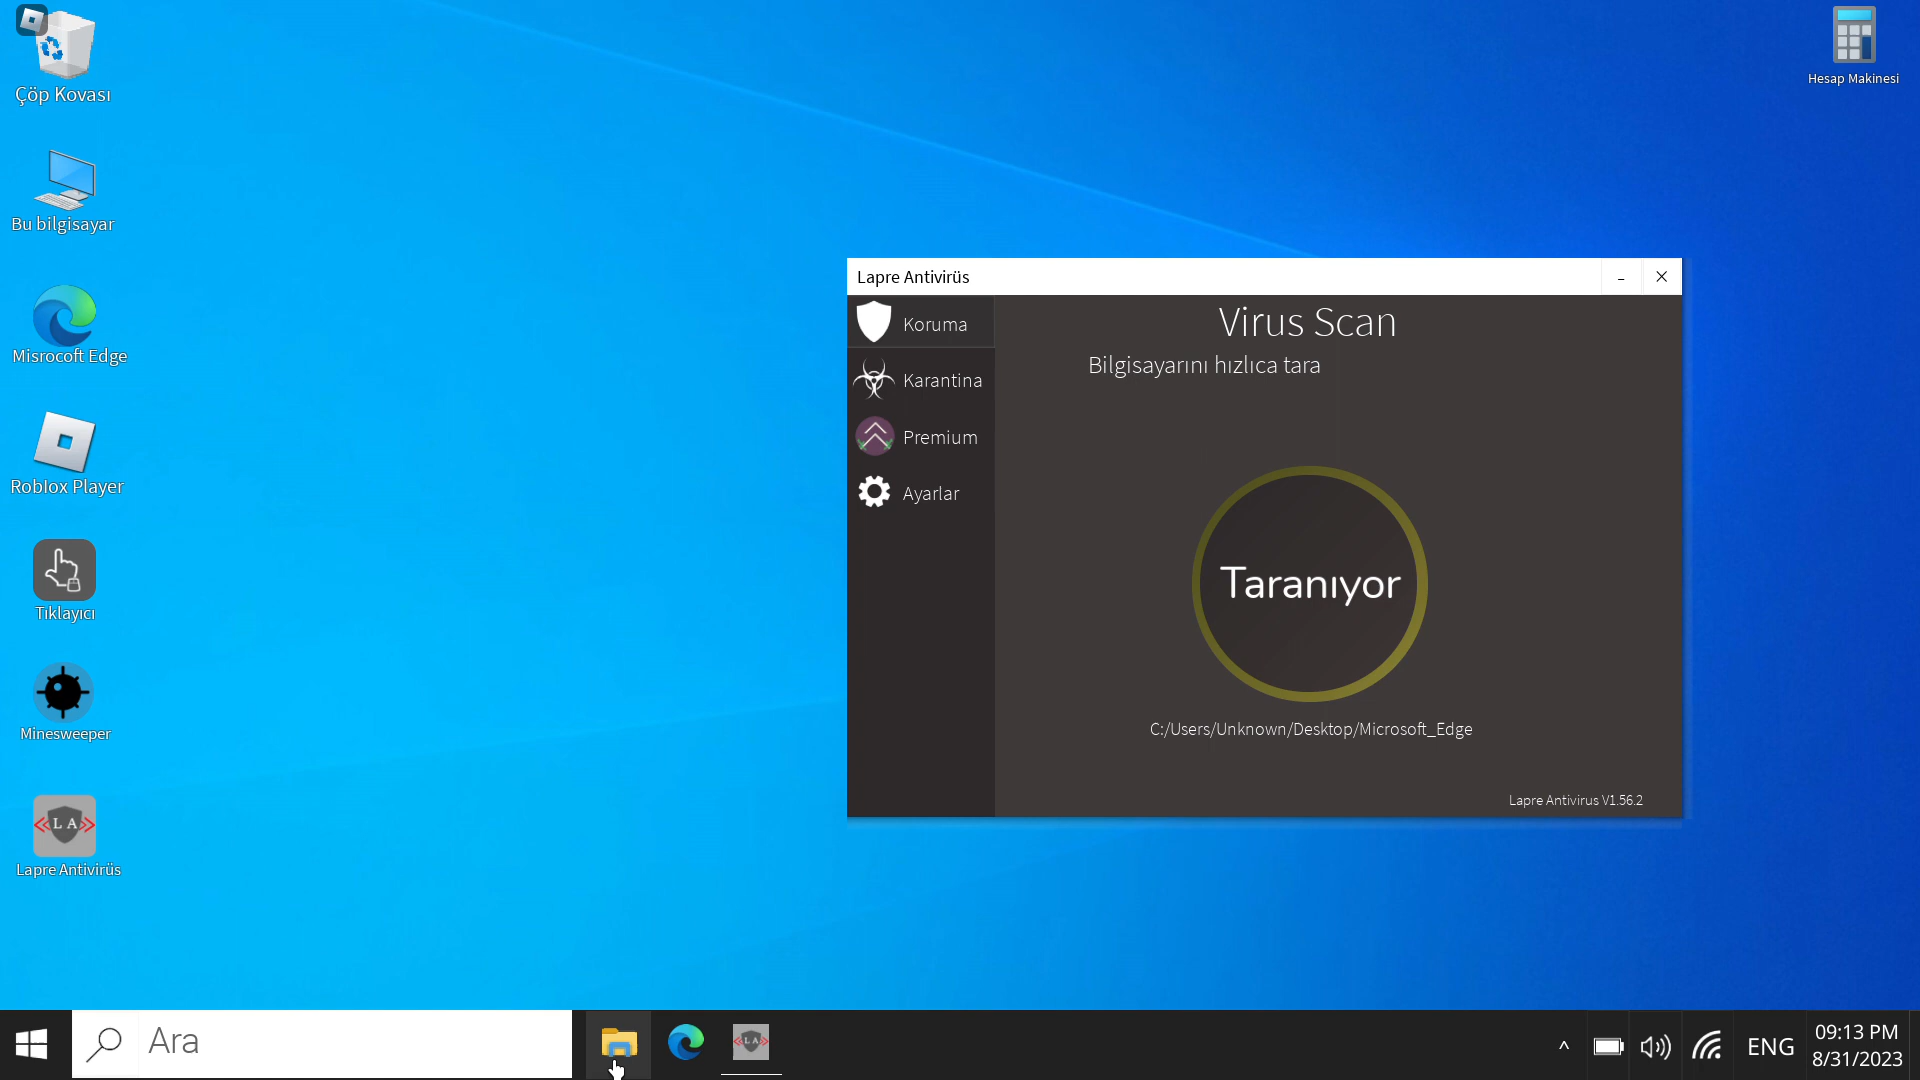 Çöp Kovası
Bu bilgisayar
Misrocoft Edge
Roblox Player
Tıklayıcı
Minesweeper
L A
Lapre Antivirüs
Hesap Makinesi
Lapre Antivirüs
Koruma
Karantina
Premium
Ayarlar
Virus Scan
Bilgisayarını hızlıca tara
Taranıyor
C:/Users/Unknown/Desktop/Microsoft_Edge
Lapre Antivirus V1.56.2
Ara
L A
ENG
09:13 PM
8/31/2023